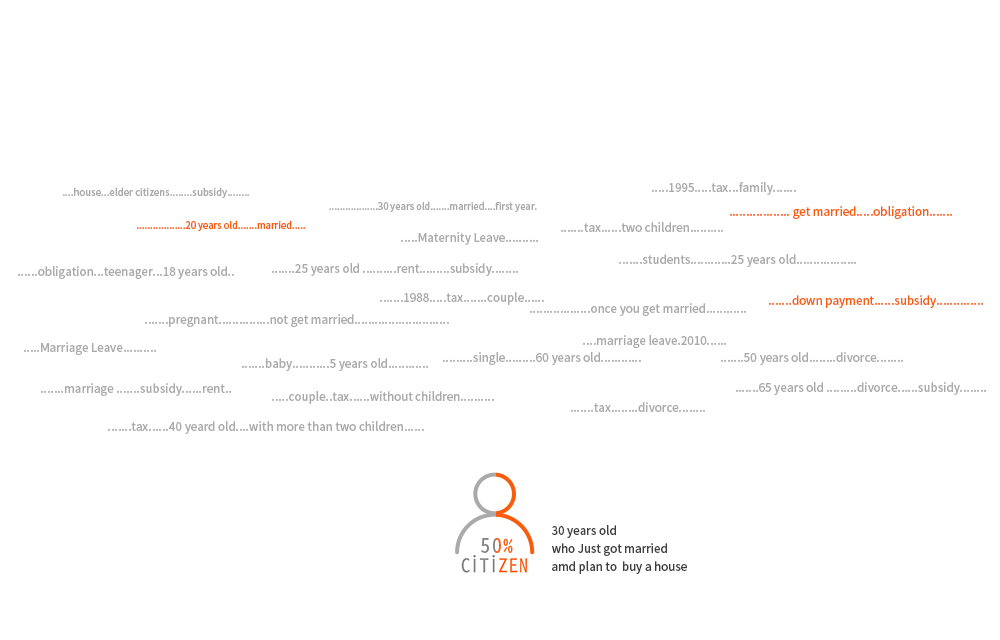 .....1995.....tax...family.......
....house...elder citizens........subsidy........
..................30 years old.......married....first year.
.................. get married.....obligation.......
..................20 years old.......married.....
.......tax......two children..........
.....Maternity Leave..........
.......students............25 years old..................
......obligation...teenager...18 years old..
.......25 years old ..........rent.........subsidy........
.......1988.....tax.......couple......
.......down payment......subsidy..............
..................once you get married............
.......pregnant...............not get married............................
....marriage leave.2010......
.....Marriage Leave..........
.........single.........60 years old............
.......50 years old........divorce........
.......baby...........5 years old............
.......marriage .......subsidy......rent..
.......65 years old .........divorce......subsidy........
.....couple..tax......without children..........
.......tax........divorce........
.......tax......40 yeard old....with more than two children......
30 years old
50%
who Just got married
CiTiZEN
amd plan to buy a house